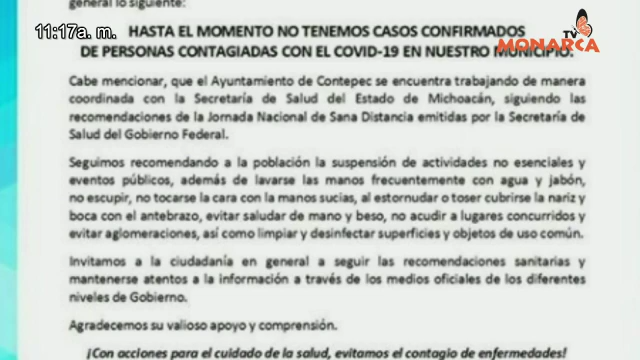 general lo siguiente:
11:17a. m.
TV
MONARCA
HASTA EL MOMENTO NO TENEMOS CASOS CONFIRMADOS
DE PERSONAS CONTAGIADAS CON EL COVID-19 EN NUESTRO MUNICIPIO.
Cabe mencionar, que el Ayuntamiento de Contepec se encuentra trabajando de manera
coordinada con la Secretaría de Salud del Estado de Michoacán, siguiendo las
recomendaciones de la Jornada Nacional de Sana Distancia emitidas por la Secretaría de
Salud del Gobierno Federal.
Seguimos recomendando a la población la suspensión de actividades no esenciales y
eventos públicos, además de lavarse las manos frecuentemente con agua y jabón,
no escupir, no tocarse la cara con la manos sucias, al estornudar o toser cubrirse la nariz y
boca con el antebrazo, evitar saludar de mano y beso, no acudir a lugares concurridos y
evitar aglomeraciones, así como limpiar y desinfectar superficies y objetos de uso común.
Invitamos a la ciudadanía en general a seguir las recomendaciones sanitarias y
mantenerse atentos a la información a través de los medios oficiales de los diferentes
niveles de Gobierno.
Agradecemos su valioso apoyo y comprensión.
¡Con acciones para el cuidado de la salud, evitamos el contagio de enfermedades!